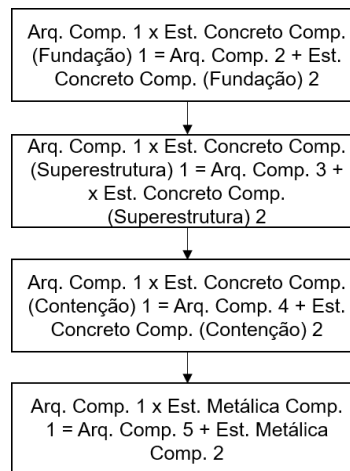 Arq. Comp. 1 x Est. Concreto Comp.
(Fundação) 1 = Arq. Comp. 2 + Est.
Concreto Comp. (Fundação) 2
Arq. Comp. 1 x Est. Concreto Comp.
(Superestrutura) 1 = Arq. Comp. 3 +
x Est. Concreto Comp.
(Superestrutura) 2
Arq. Comp. 1 x Est. Concreto Comp.
(Contenção) 1 = Arq. Comp. 4 + Est.
Concreto Comp. (Contenção) 2
Arq. Comp. 1 x Est. Metálica Comp.
1 = Arq. Comp. 5 + Est. Metálica
Comp. 2